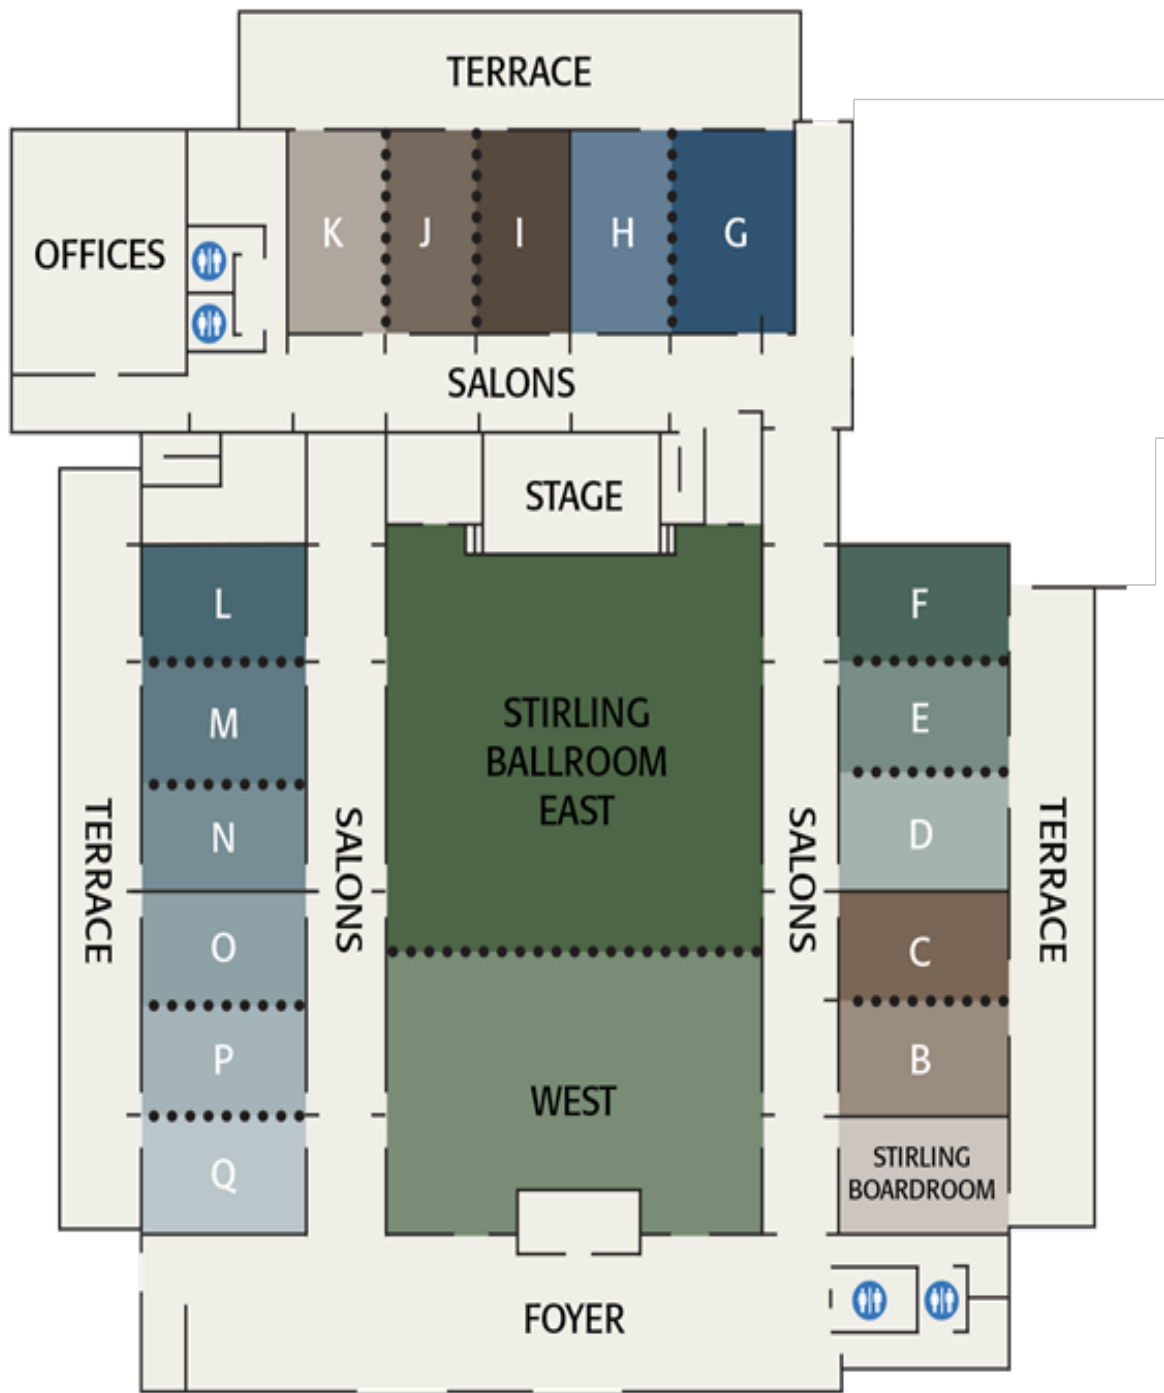 TERRACE
OFFICES
K
J
I
H
G
SALONS
STAGE
L
M
N
O
P
Q
TERRACE
SALONS
STIRLING
BALLROOM
EAST
WEST
SALONS
F
E
D
C
B
STIRLING
BOARDROOM
TERRACE
FOYER